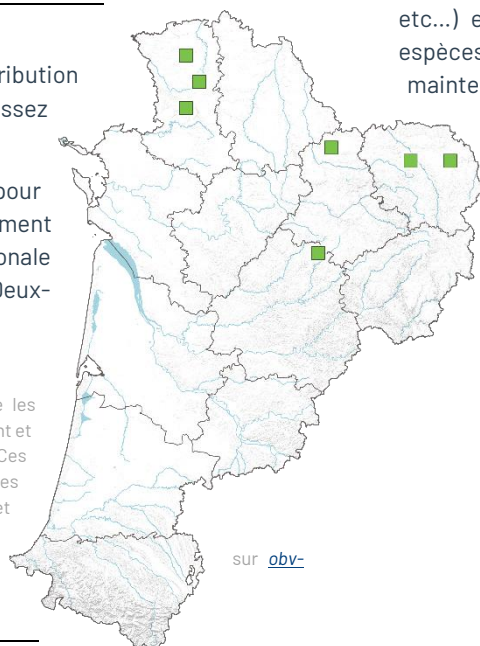 ribution
ssez
pour
ment
onale
Deux-
e les
nt et
Ces
es
et
etc...) e
espèces
mainte
sur obv-